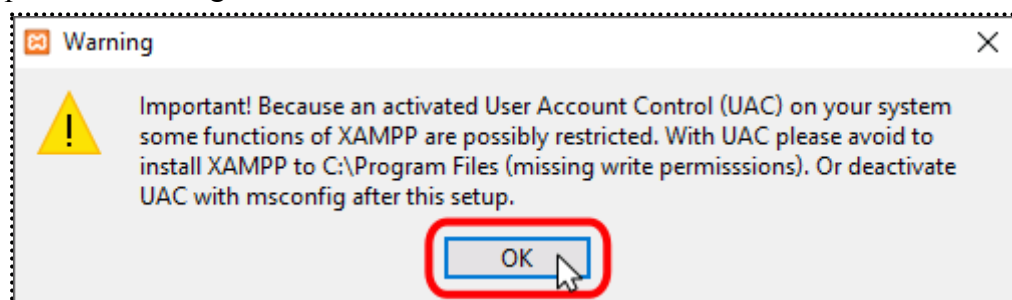 Warning
Important! Because an activated User Account Control (UAC) on your system
some functions of XAMPP are possibly restricted. With UAC please avoid to
install XAMPP to C:\Program Files (missing write permisssions). Or deactivate
UAC with msconfig after this setup.
OK